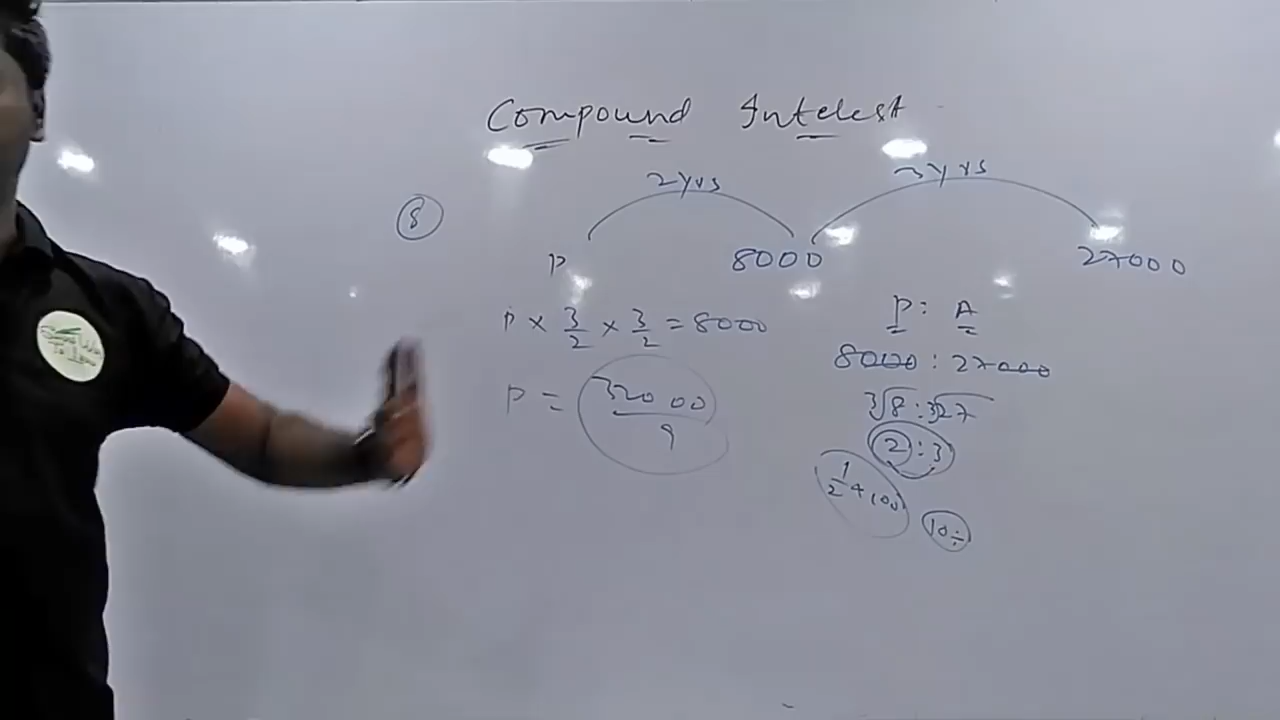 Compound Interest
2yrs 3yrs
8
P 8000 27000
P × 3/2 × 3/2 = 8000
P : A
8000 : 27000
P = 32000/9
∛8 : ∛27
2 : 3
1/2 × 100
10